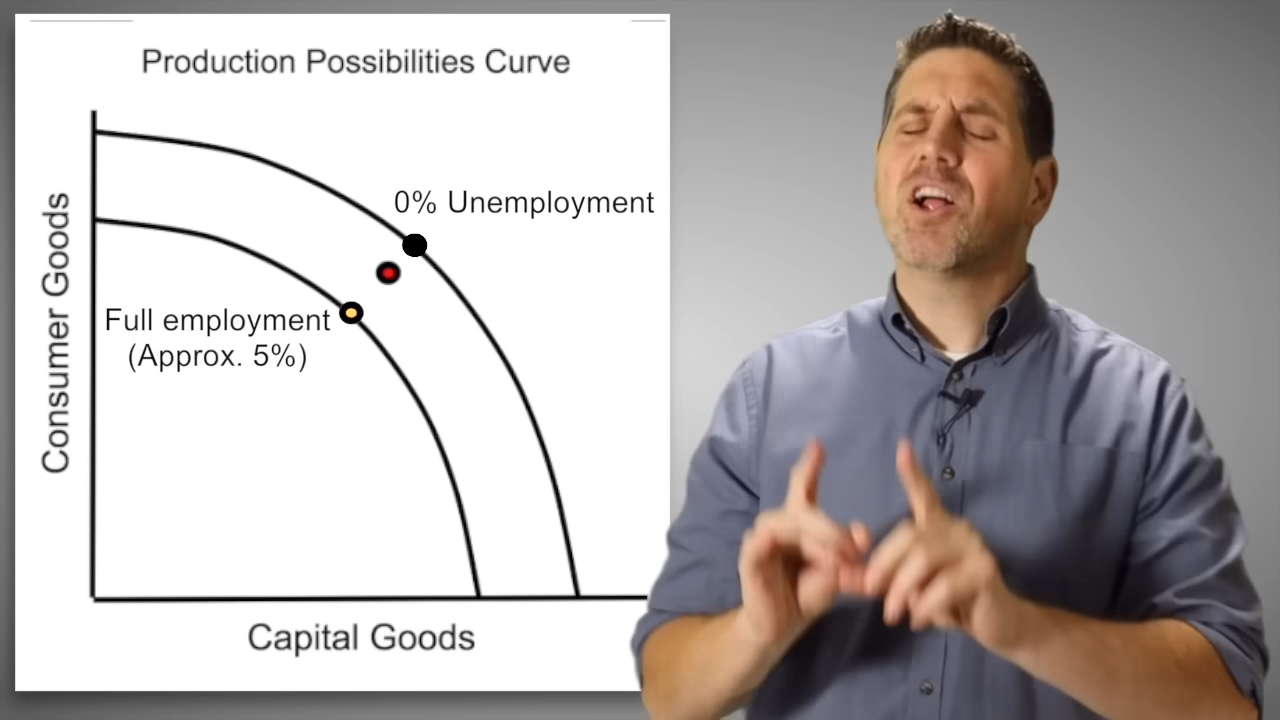 Production Possibilities Curve
0% Unemployment
Full employment
(Approx. 5%)
Consumer Goods
Capital Goods